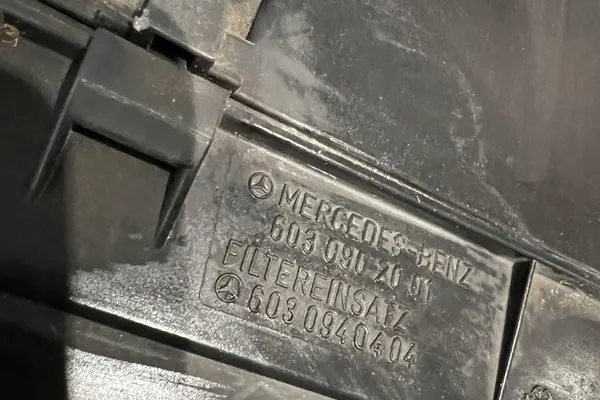 MERCEDES-BENZ
603 090 20 01
FILTEREINSATZ
603 094 04 04